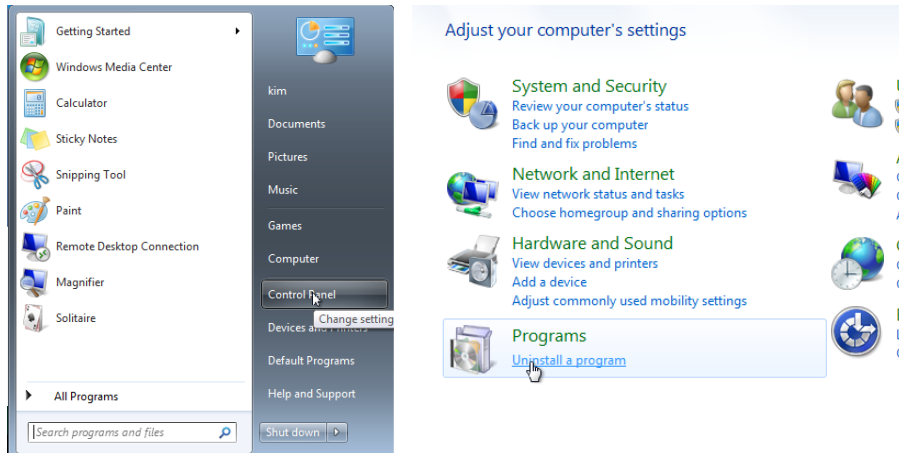 Getting Started
Windows Media Center
Calculator
Sticky Notes
Snipping Tool
Paint
Remote Desktop Connection
Magnifier
Solitaire
All Programs
Search programs and files
kim
Documents
Pictures
Music
Games
Computer
Control Panel
Change setting
Devices and Printers
Default Programs
Help and Support
Shut down
Adjust your computer's settings
System and Security
Review your computer's status
Back up your computer
Find and fix problems
Network and Internet
View network status and tasks
Choose homegroup and sharing options
Hardware and Sound
View devices and printers
Add a device
Adjust commonly used mobility settings
Programs
Uninstall a program